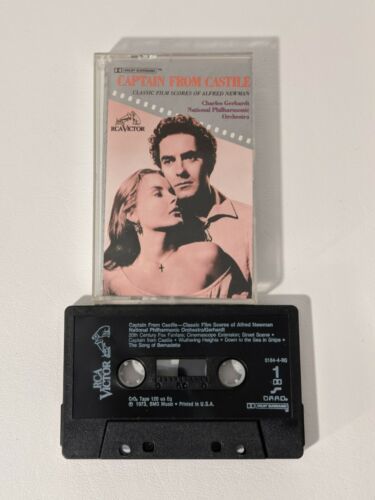 DOLBY SURROUND™
CAPTAIN FROM CASTILE
CLASSIC FILM SCORES OF ALFRED NEWMAN
Charles Gerhardt
National Philharmonic
Orchestra
RCA VICTOR
Captain From Castile—Classic Film Scores of Alfred Newman
National Philharmonic Orchestra/Gerhardt
20th Century Fox Fanfare; Cinemascope Extension; Street Scene •
Captain from Castile • Wuthering Heights • Down to the Sea in Ships •
The Song of Bernadette
RCA
VICTOR
0184-4-RG
1
B
DOLBY SURROUND
CrO₂ Tape 120 us Eq
℗ 1973, BMG Music • Printed in U.S.A.